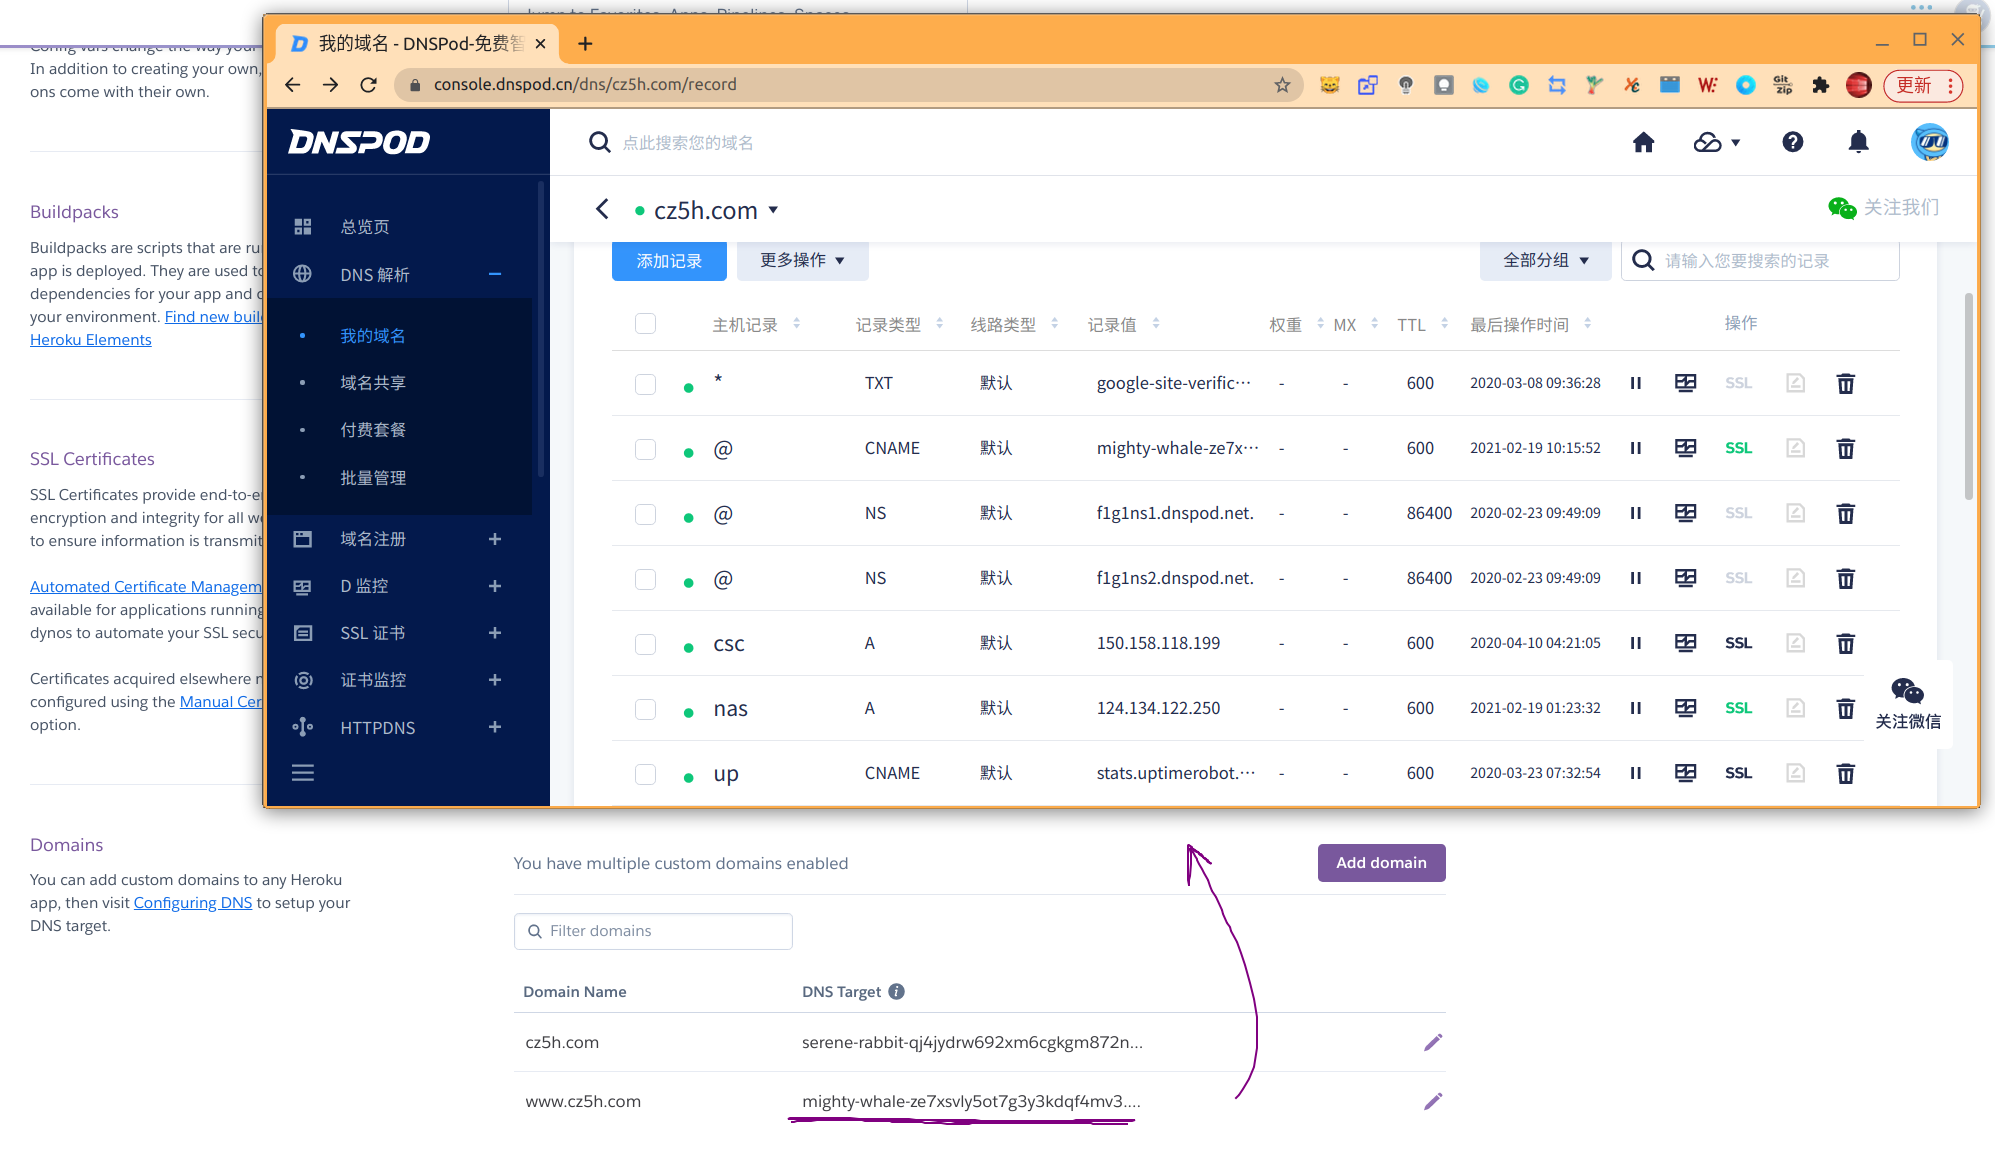 Jump to Favorites, Apps, Pipelines, Spaces
我的域名 - DNSPod-免费智
console.dnspod.cn/dns/cz5h.com/record
更新
Config vars change the way your
In addition to creating your own,
ons come with their own.
Buildpacks
Buildpacks are scripts that are
app is deployed. They are used
dependencies for your app and
your environment. Find new
Heroku Elements
SSL Certificates
SSL Certificates provide
encryption and integrity for all
to ensure information is
Automated Certificate
available for applications running
dynos to automate your SSL
Certificates acquired elsewhere
configured using the Manual
option.
DNSPOD
总览页
DNS 解析
我的域名
域名共享
付费套餐
批量管理
域名注册
D 监控
SSL 证书
证书监控
HTTPDNS
点此搜索您的域名
cz5h.com
关注我们
添加记录 更多操作 全部分组 请输入您要搜索的记录
主机记录 记录类型 线路类型 记录值 权重 MX TTL 最后操作时间 操作
* TXT 默认 google-site-verific··· - - 600 2020-03-08 09:36:28 SSL
@ CNAME 默认 mighty-whale-ze7x··· - - 600 2021-02-19 10:15:52 SSL
@ NS 默认 f1g1ns1.dnspod.net. - - 86400 2020-02-23 09:49:09 SSL
@ NS 默认 f1g1ns2.dnspod.net. - - 86400 2020-02-23 09:49:09 SSL
csc A 默认 150.158.118.199 - - 600 2020-04-10 04:21:05 SSL
nas A 默认 124.134.122.250 - - 600 2021-02-19 01:23:32 SSL
up CNAME 默认 stats.uptimerobot.··· - - 600 2020-03-23 07:32:54 SSL
关注微信
Domains
You can add custom domains to any Heroku
app, then visit Configuring DNS to setup your
DNS target.
You have multiple custom domains enabled
Add domain
Filter domains
Domain Name DNS Target
cz5h.com serene-rabbit-qj4jydrw692xm6cgkgm872n...
www.cz5h.com mighty-whale-ze7xsvly5ot7g3y3kdqf4mv3....